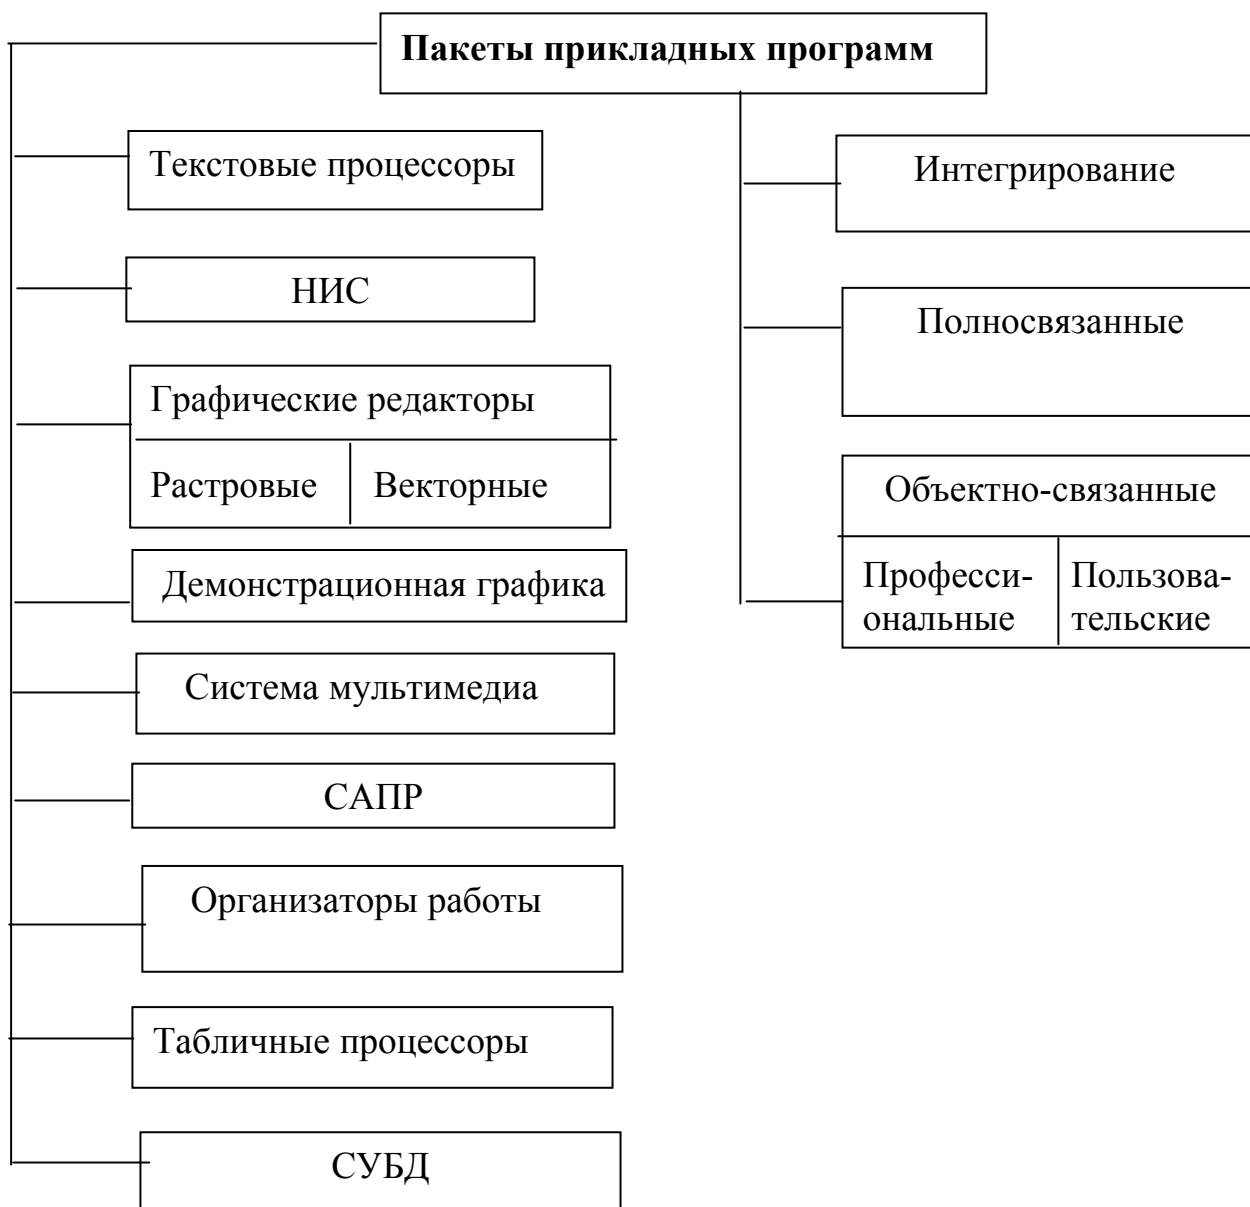 Пакеты прикладных программ
Текстовые процессоры
НИС
Графические редакторы
Растровые
Векторные
Демонстрационная графика
Система мультимедиа
САПР
Организаторы работы
Табличные процессоры
СУБД
Интегрирование
Полносвязанные
Объектно-связанные
Професси-
ональные
Пользова-
тельские